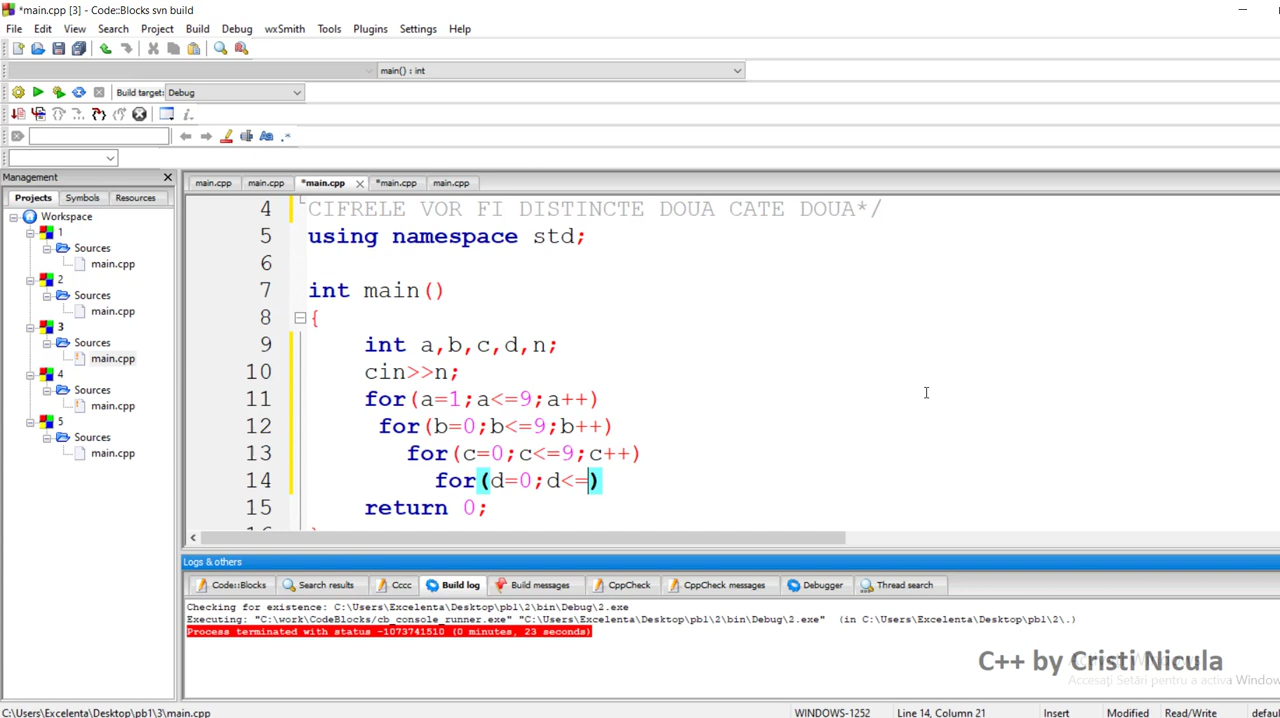 *main.cpp [3] - Code::Blocks svn build
File Edit View Search Project Build Debug wxSmith Tools Plugins Settings Help
main() : int
Build target: Debug
Management
Projects Symbols Resources
Workspace
1
Sources
main.cpp
2
Sources
main.cpp
3
Sources
main.cpp
4
Sources
main.cpp
5
Sources
main.cpp
main.cpp main.cpp *main.cpp *main.cpp main.cpp
4 CIFRELE VOR FI DISTINCTE DOUA CATE DOUA*/
5 using namespace std;
6
7 int main()
8 {
9 int a,b,c,d,n;
10 cin>>n;
11 for(a=1;a<=9;a++)
12 for(b=0;b<=9;b++)
13 for(c=0;c<=9;c++)
14 for(d=0;d<=)
15 return 0;
Logs & others
Code::Blocks Search results Cccc Build log Build messages CppCheck CppCheck messages Debugger Thread search
Checking for existence: C:\Users\Excelenta\Desktop\pb1\2\bin\Debug\2.exe
Executing: "C:\work\CodeBlocks/cb_console_runner.exe" "C:\Users\Excelenta\Desktop\pb1\2\bin\Debug\2.exe" (in C:\Users\Excelenta\Desktop\pb1\2\.)
Process terminated with status -1073741510 (0 minutes, 23 seconds)
C++ by Cristi Nicula
Accesați Setări pentru a activa Window
C:\Users\Excelenta\Desktop\pb1\3\main.cpp WINDOWS-1252 Line 14, Column 21 Insert Modified Read/Write defau